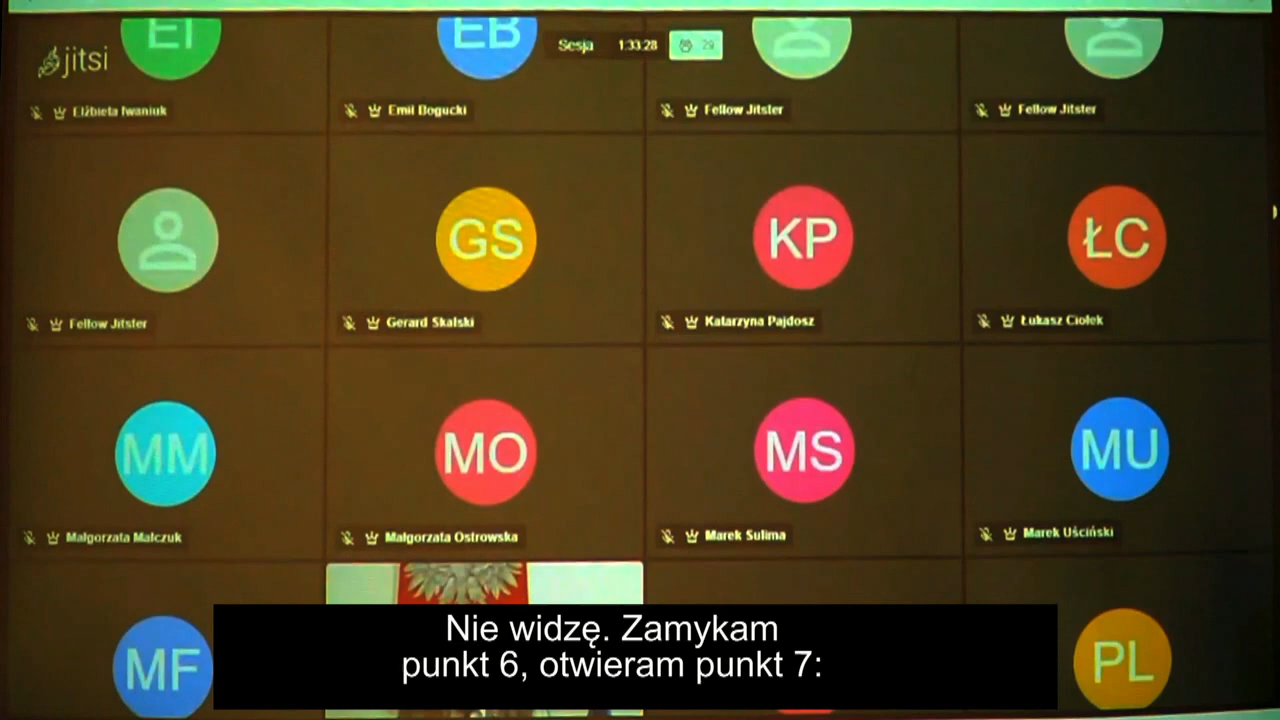 EI
EB
Sesja 1:33:28 29
jitsi
Elżbieta Iwaniuk
Emil Bogucki
Fellow Jitster
Fellow Jitster
GS
KP
ŁC
Fellow Jitster
Gerard Skalski
Katarzyna Pajdosz
Łukasz Ciołek
MM
MO
MS
MU
Małgorzata Malczuk
Małgorzata Ostrowska
Marek Sulima
Marek Uściński
MF
PL
Nie widzę. Zamykam
punkt 6, otwieram punkt 7: